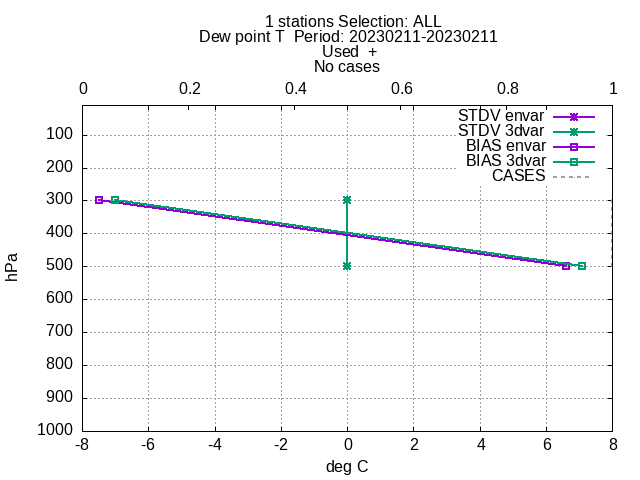 1 stations Selection: ALL
Dew point T  Period: 20230211-20230211
Used  +
No cases
0 0.2 0.4 0.6 0.8 1
STDV envar
STDV 3dvar
BIAS envar
BIAS 3dvar
CASES
100
200
300
400
500
600
700
800
900
1000
hPa
-8 -6 -4 -2 0 2 4 6 8
deg C